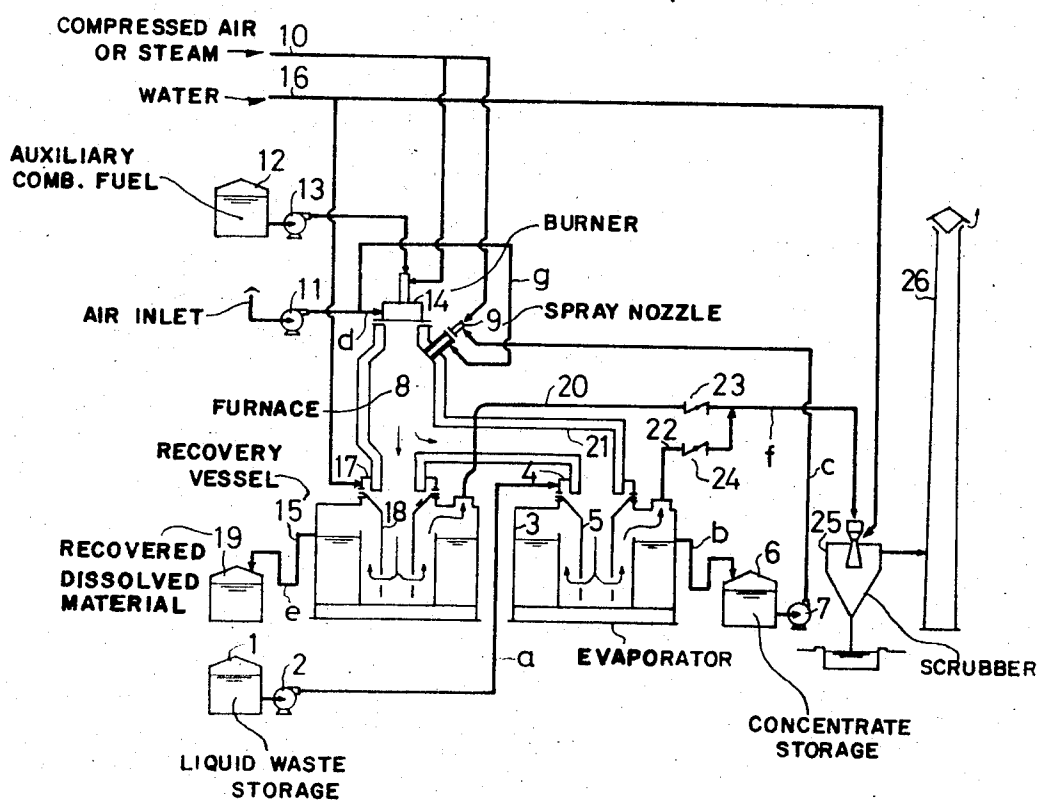 COMPRESSED AIR
OR STEAM
10
16
WATER
AUXILIARY
COMB. FUEL
12
13
BURNER
g
14
11
AIR INLET
d
9
SPRAY NOZZLE
26
8
FURNACE
20
23
21
22
24
f
c
RECOVERY
VESSEL
17
4
15
18
3
5
b
25
RECOVERED
DISSOLVED
MATERIAL
19
e
6
7
1
2
a
EVAPORATOR
SCRUBBER
CONCENTRATE
STORAGE
LIQUID WASTE
STORAGE